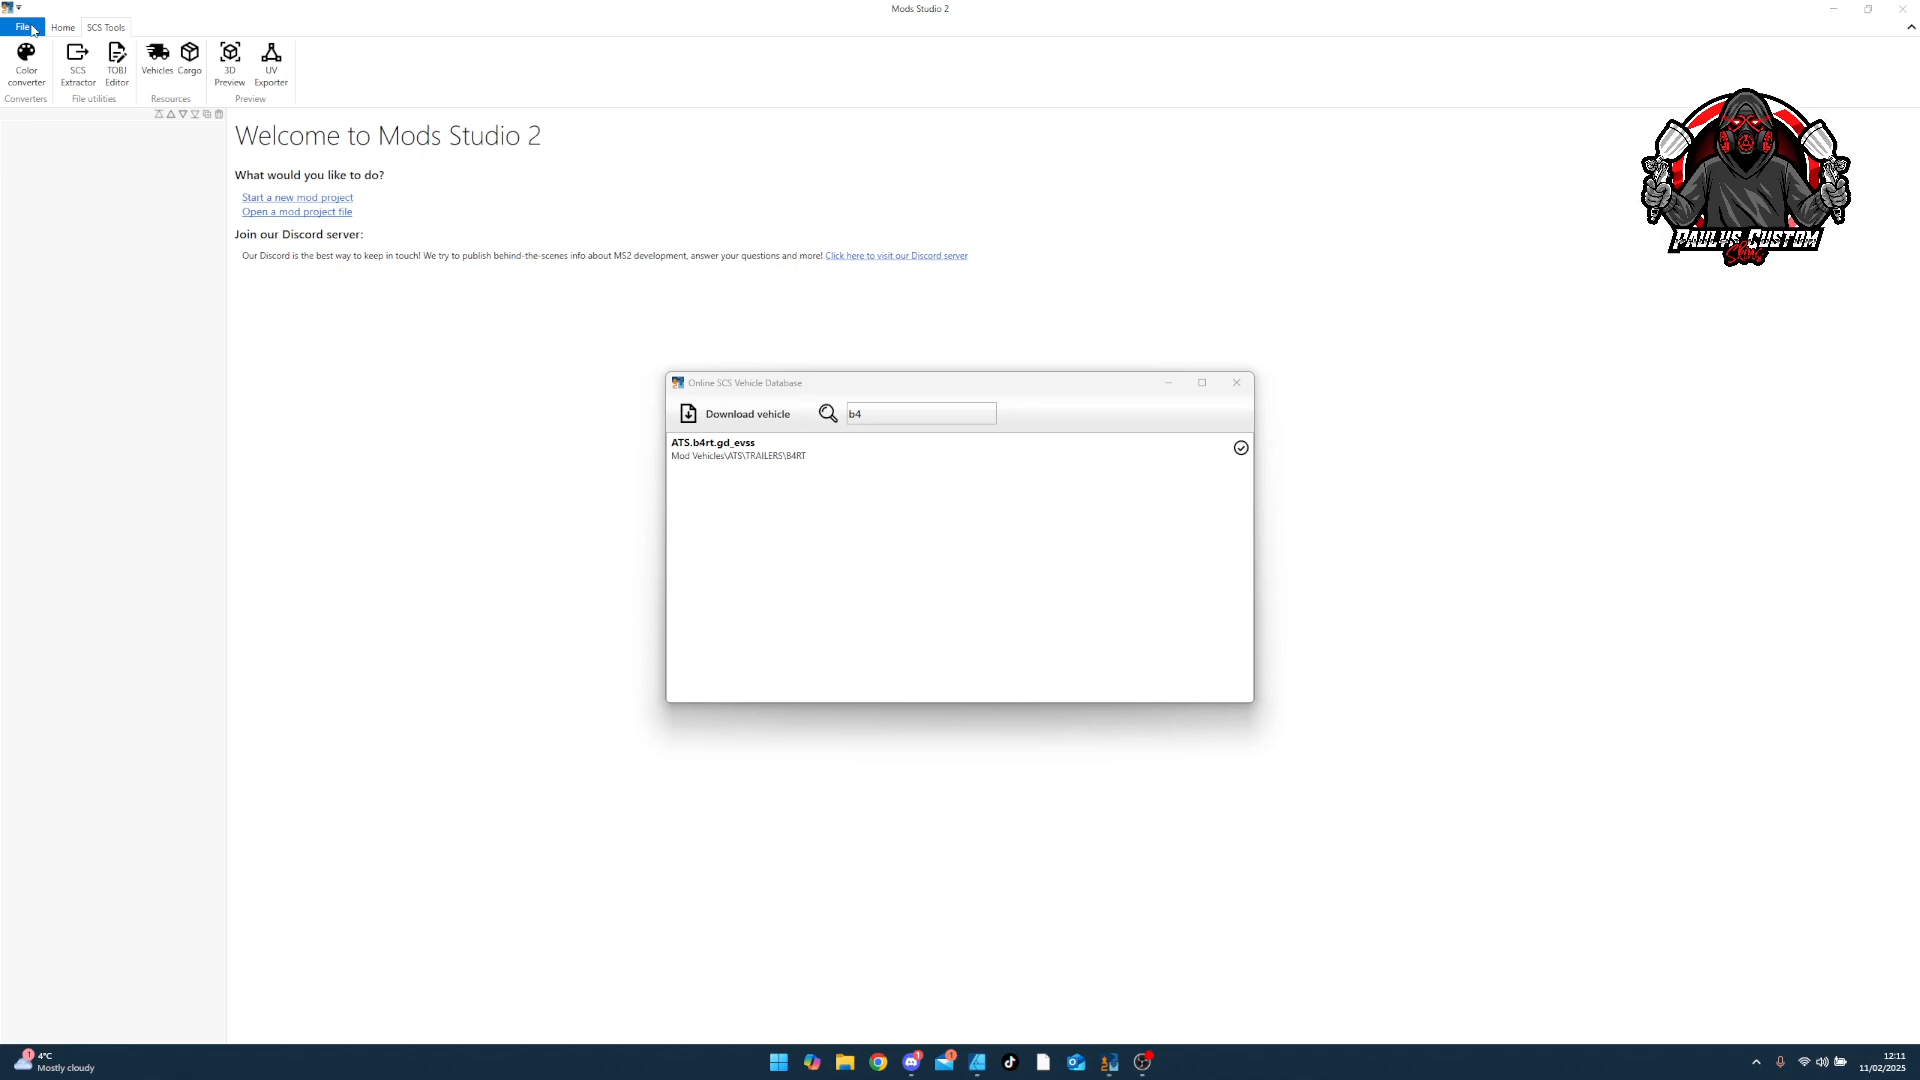 Mods Studio 2
File Home SCS Tools
Color converter
SCS Extractor
TOBJ Editor
Vehicles
Cargo
3D Preview
UV Exporter
Converters
File utilities
Resources
Preview
Welcome to Mods Studio 2
What would you like to do?
Start a new mod project
Open a mod project file
Join our Discord server:
Our Discord is the best way to keep in touch! We try to publish behind-the-scenes info about MS2 development, answer your questions and more! Click here to visit our Discord server
PAULYS CUSTOM
Skins
Online SCS Vehicle Database
Download vehicle
b4
ATS.b4rt.gd_evss
Mod Vehicles\ATS\TRAILERS\B4RT
1
4°C
Mostly cloudy
1
1
12:11
11/02/2025